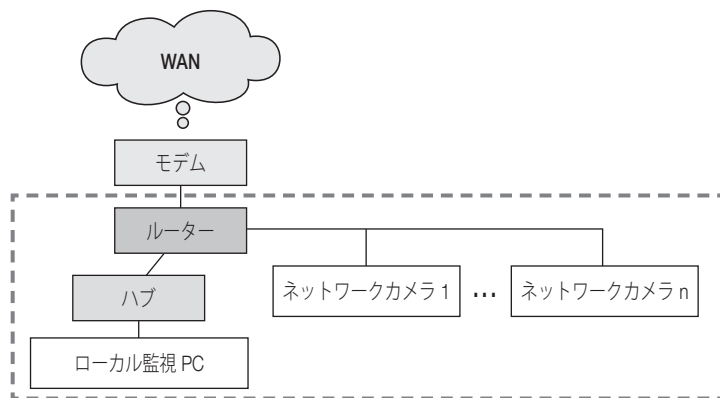 WAN
モデム
ルーター
ハブ
ネットワークカメラ 1
...
ネットワークカメラ n
ローカル監視 PC